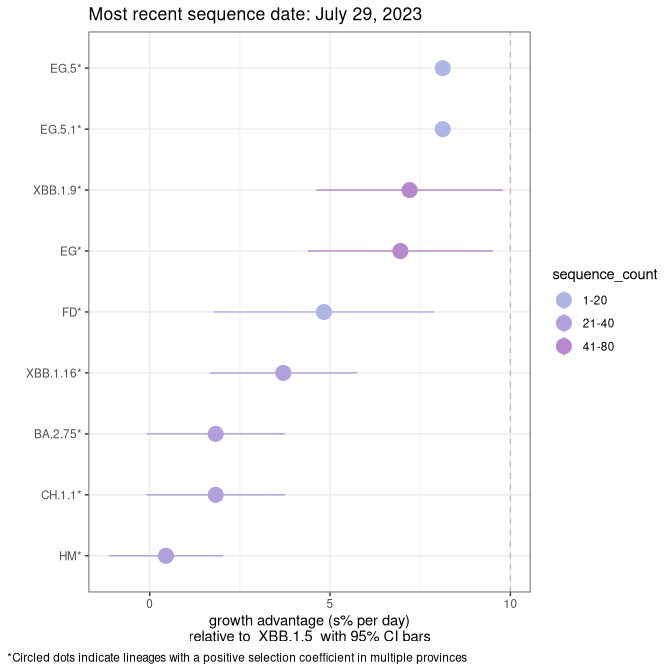 Most recent sequence date: July 29, 2023
EG.5*
EG.5.1*
XBB.1.9*
EG*
FD*
XBB.1.16*
BA.2.75*
CH.1.1*
HM*
0 5 10
growth advantage (s% per day)
relative to XBB.1.5 with 95% CI bars
sequence_count
1-20
21-40
41-80
*Circled dots indicate lineages with a positive selection coefficient in multiple provinces